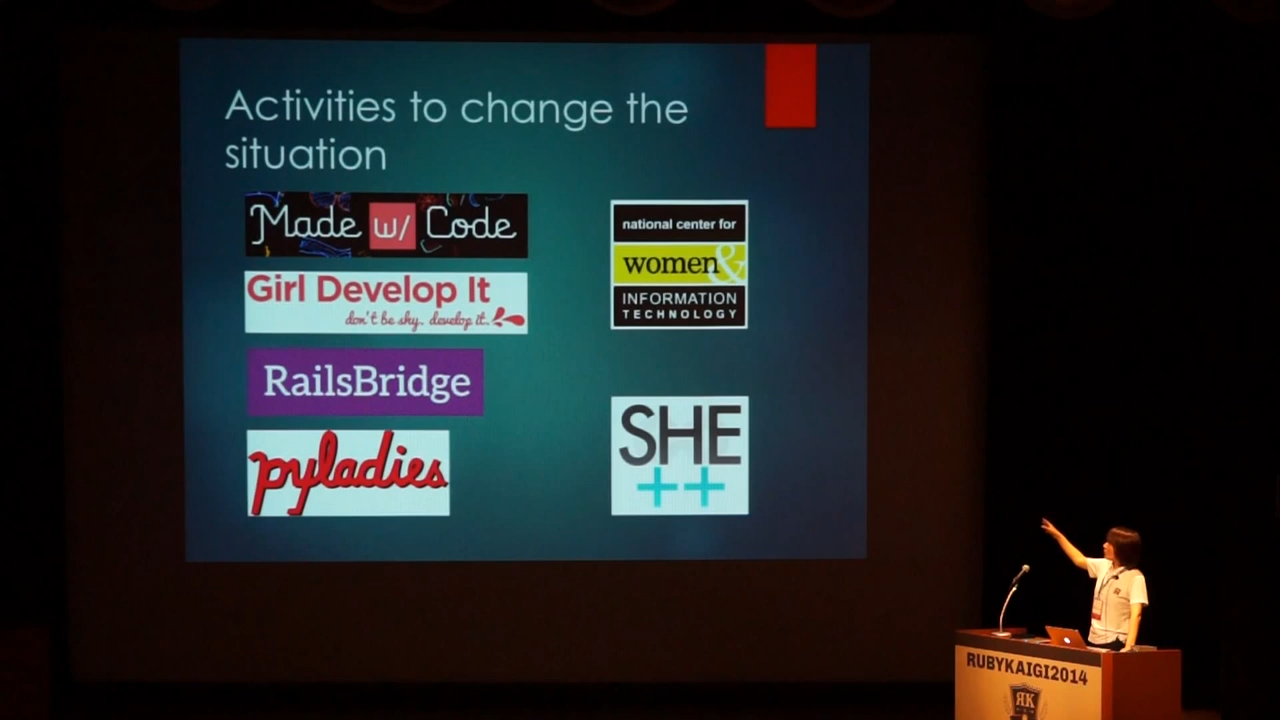 Activities to change the
situation
Made w/ Code
Girl Develop It
don't be shy. develop it.
RailsBridge
pyladies
national center for
women &
INFORMATION
TECHNOLOGY
SHE
++
RUBYKAIGI2014
RK